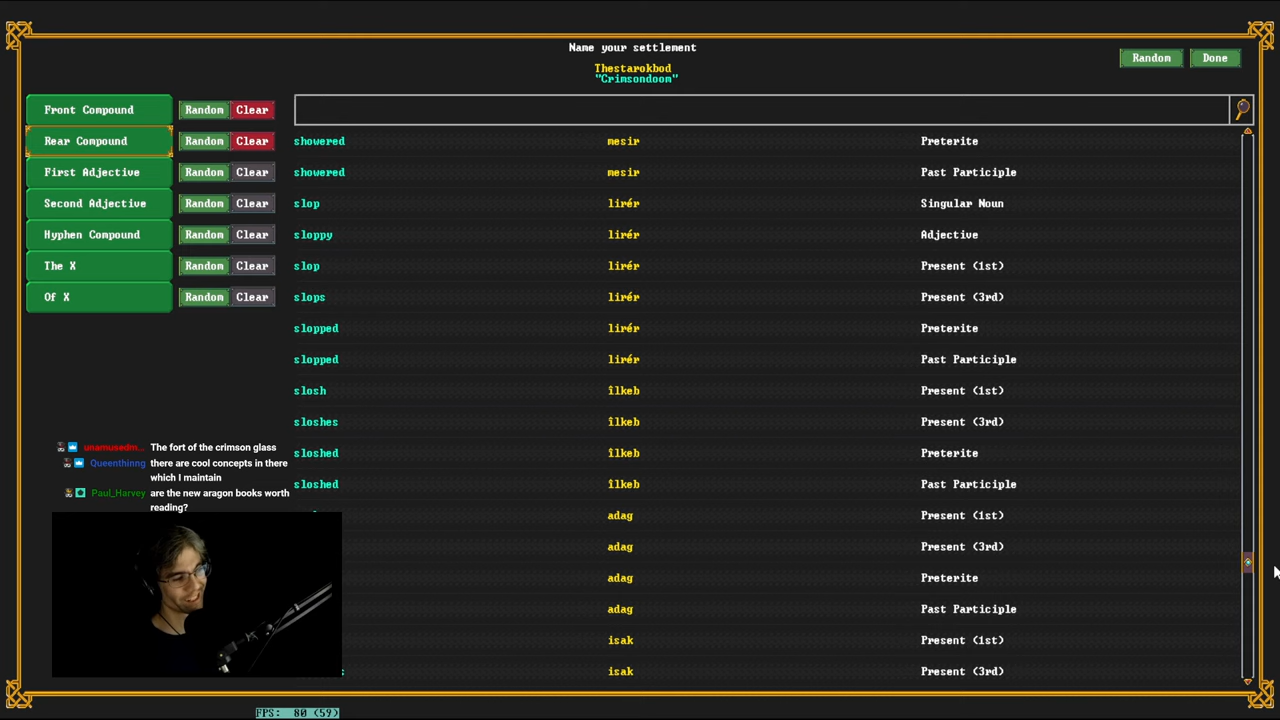 Name your settlement
Thestarokbod
"Crimsondoom"
Random Done
Front Compound Random Clear
Rear Compound Random Clear
First Adjective Random Clear
Second Adjective Random Clear
Hyphen Compound Random Clear
The X Random Clear
Of X Random Clear
showered mesir Preterite
showered mesir Past Participle
slop lirér Singular Noun
sloppy lirér Adjective
slop lirér Present (1st)
slops lirér Present (3rd)
slopped lirér Preterite
slopped lirér Past Participle
slosh îlkeb Present (1st)
sloshes îlkeb Present (3rd)
sloshed îlkeb Preterite
sloshed îlkeb Past Participle
adag Present (1st)
adag Present (3rd)
adag Preterite
adag Past Participle
isak Present (1st)
isak Present (3rd)
unamusedm... The fort of the crimson glass
Queenthinng there are cool concepts in there
which I maintain
Paul_Harvey are the new aragon books worth
reading?
FPS: 80 (59)